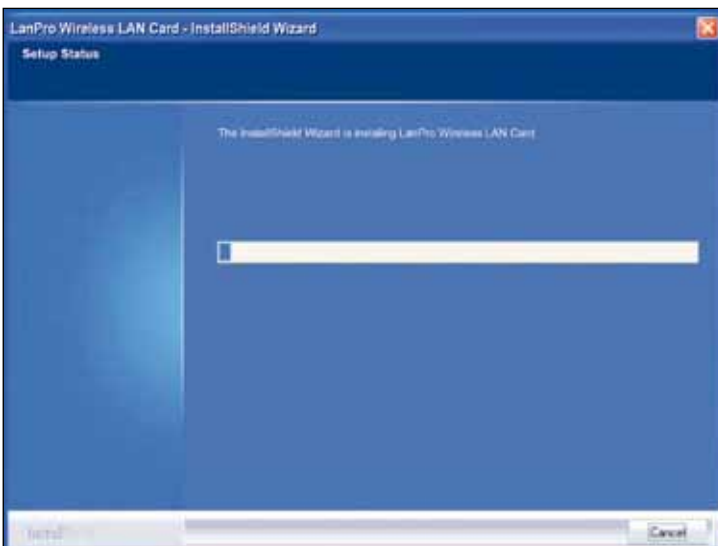 LanPro Wireless LAN Card - InstallShield Wizard
Setup Status
The InstallShield Wizard is installing LanPro Wireless LAN Card
Cancel